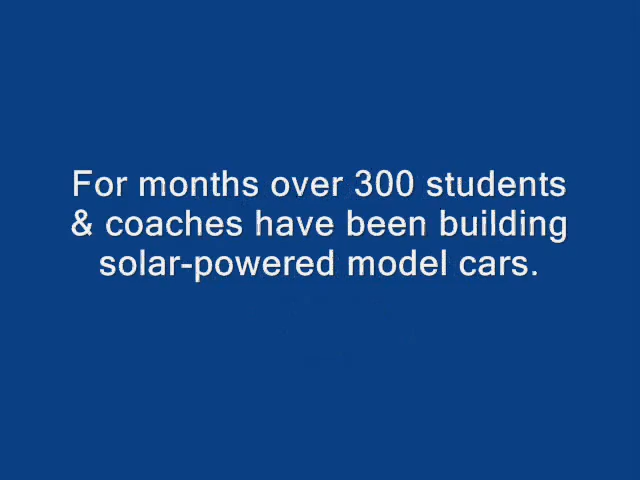 For months over 300 students
& coaches have been building
solar-powered model cars.